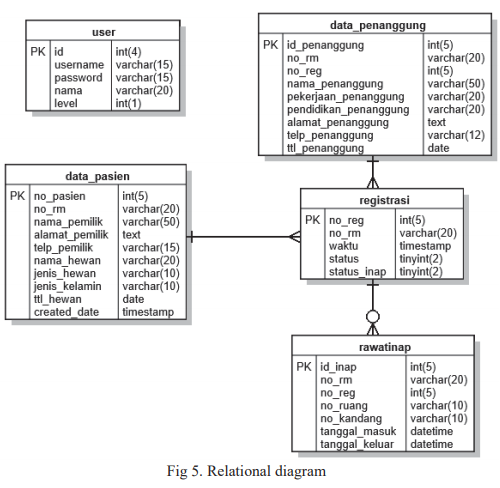 user
PK id int(4)
username varchar(15)
password varchar(15)
nama varchar(20)
level int(1)
data_penanggung
PK id_penanggung int(5)
no_rm varchar(20)
no_reg int(5)
nama_penanggung varchar(50)
pekerjaan_penanggung varchar(20)
pendidikan_penanggung varchar(20)
alamat_penanggung text
telp_penanggung varchar(12)
ttl_penanggung date
data_pasien
PK no_pasien int(5)
no_rm varchar(20)
nama_pemilik varchar(50)
alamat_pemilik text
telp_pemilik varchar(15)
nama_hewan varchar(20)
jenis_hewan varchar(10)
jenis_kelamin varchar(10)
ttl_hewan date
created_date timestamp
registrasi
PK no_reg int(5)
no_rm varchar(20)
waktu timestamp
status tinyint(2)
status_inap tinyint(2)
rawatinap
PK id_inap int(5)
no_rm varchar(20)
no_reg int(5)
no_ruang varchar(10)
no_kandang varchar(10)
tanggal_masuk datetime
tanggal_keluar datetime
Fig 5. Relational diagram